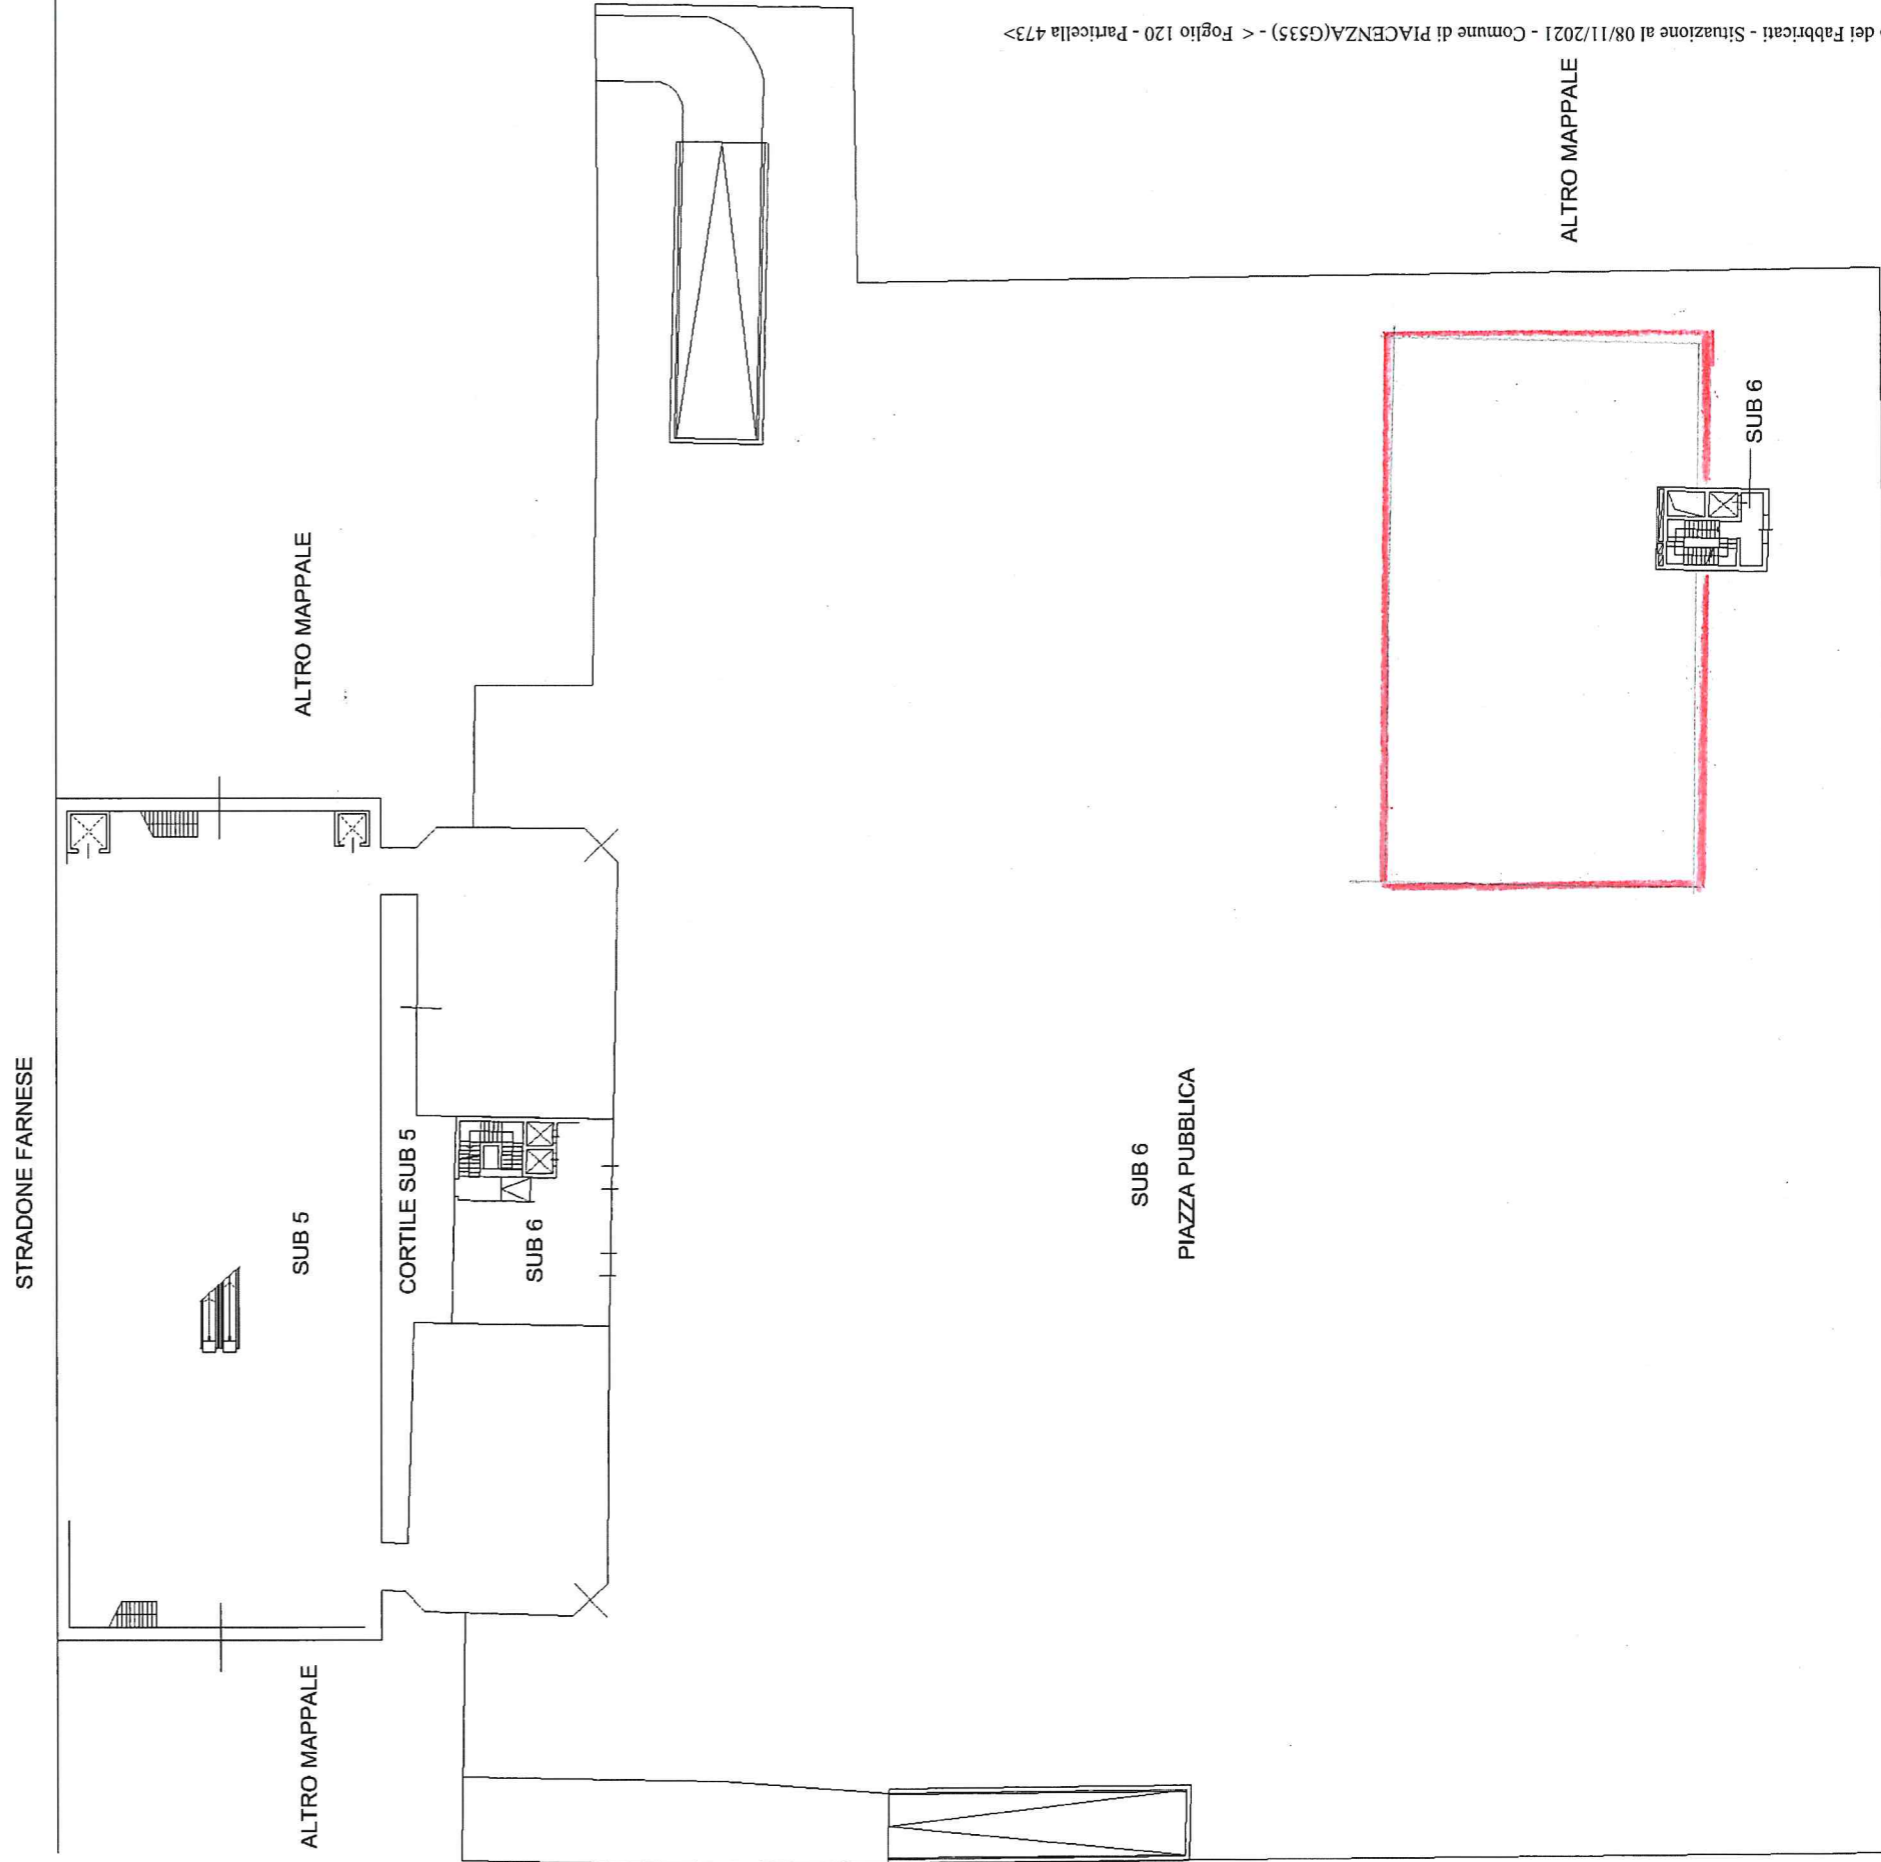 dei Fabbricati - Situazione al 08/11/2021 - Comune di PIACENZA(G535) - < Foglio 120 - Particella 473>
ALTRO MAPPALE
ALTRO MAPPALE
SUB 6
STRADONE FARNESE
SUB 5
CORTILE SUB 5
SUB 6
SUB 6
PIAZZA PUBBLICA
ALTRO MAPPALE